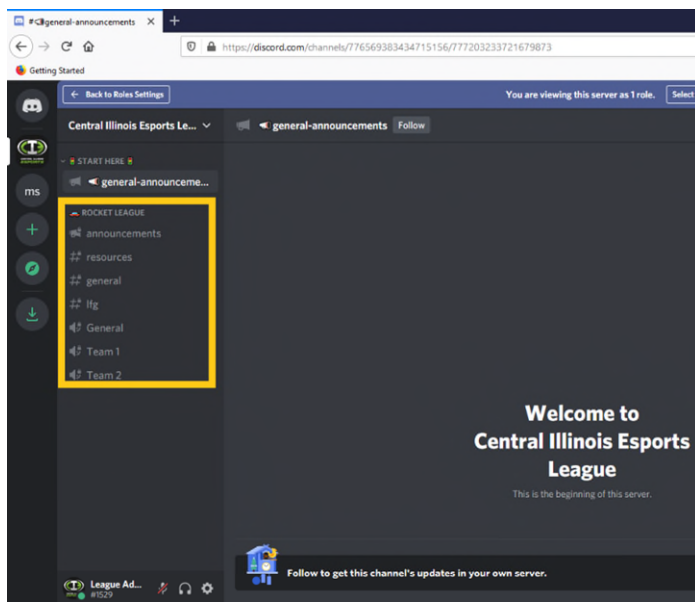 general-announcements
https://discord.com/channels/776569383434715156/777203233721679873
Getting Started
Back to Roles Settings
You are viewing this server as 1 role.
Select
Central Illinois Esports Le...
general-announcements
Follow
START HERE
general-announceme...
ms
ROCKET LEAGUE
announcements
resources
general
lfg
General
Team 1
Team 2
Welcome to
Central Illinois Esports
League
This is the beginning of this server.
Follow to get this channel's updates in your own server.
League Ad...
#1529